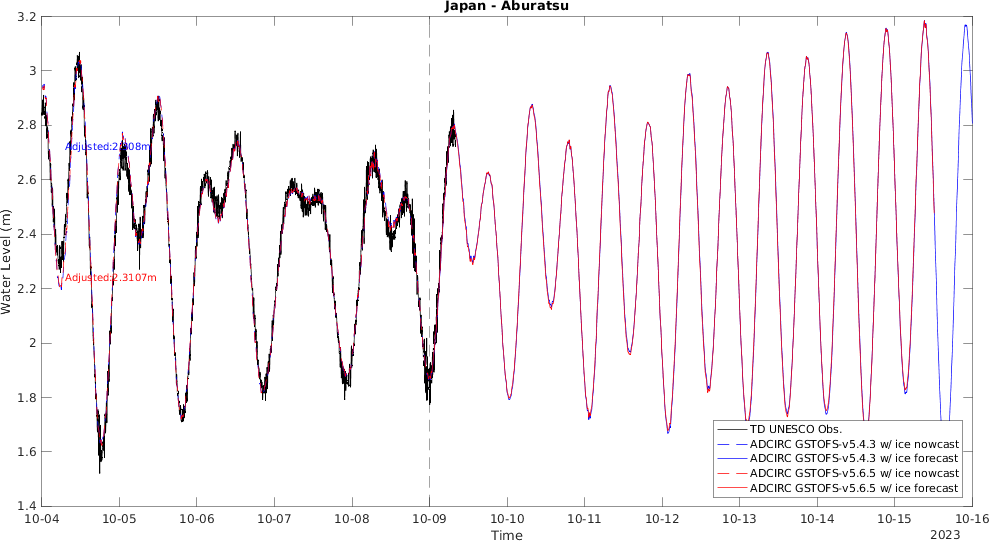 Japan - Aburatsu
3.2
3
2.8
2.6
2.4
2.2
2
1.8
1.6
1.4
Water Level (m)
Adjusted:2.308m
Adjusted:2.3107m
TD UNESCO Obs.
ADCIRC GSTOFS-v5.4.3 w/ ice nowcast
ADCIRC GSTOFS-v5.4.3 w/ ice forecast
ADCIRC GSTOFS-v5.6.5 w/ ice nowcast
ADCIRC GSTOFS-v5.6.5 w/ ice forecast
10-04 10-05 10-06 10-07 10-08 10-09 10-10 10-11 10-12 10-13 10-14 10-15 10-16
Time
2023